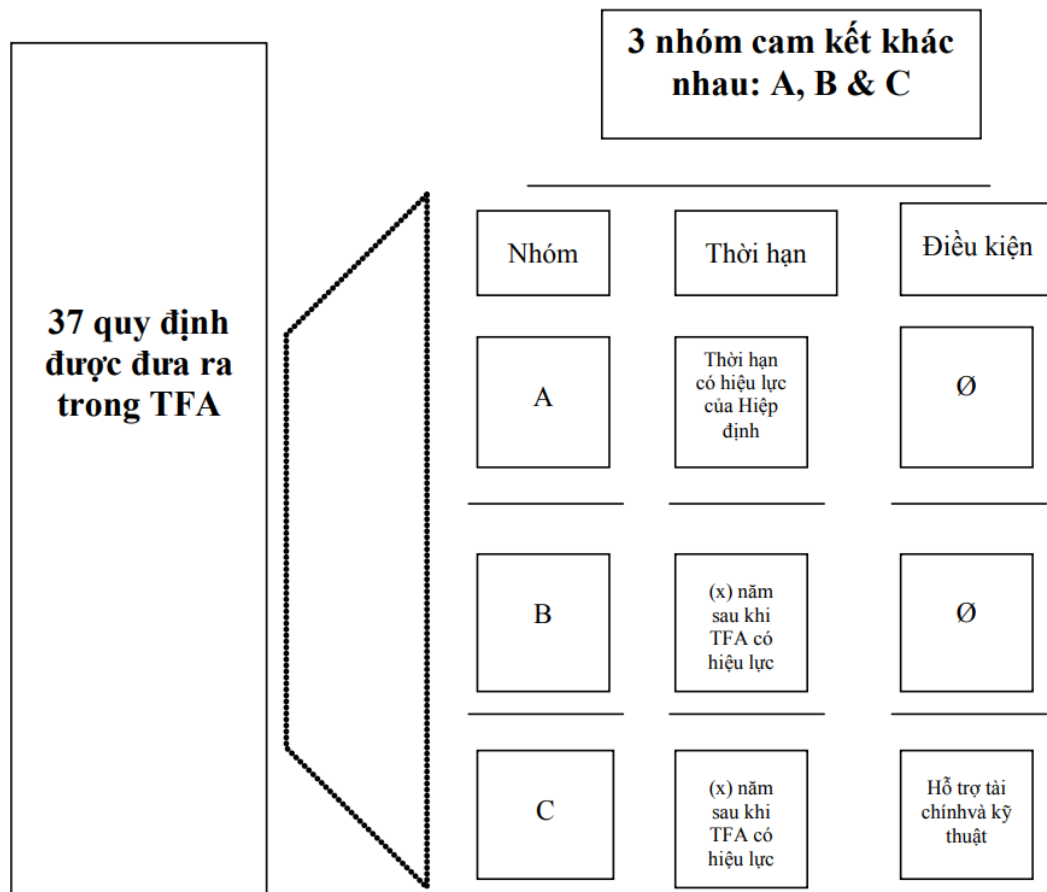 3 nhóm cam kết khác
nhau: A, B & C
37 quy định
được đưa ra
trong TFA
Nhóm
Thời hạn
Điều kiện
A
Thời hạn
có hiệu lực
của Hiệp
định
Ø
B
(x) năm
sau khi
TFA có
hiệu lực
Ø
C
(x) năm
sau khi
TFA có
hiệu lực
Hỗ trợ tài
chínhvà kỹ
thuật